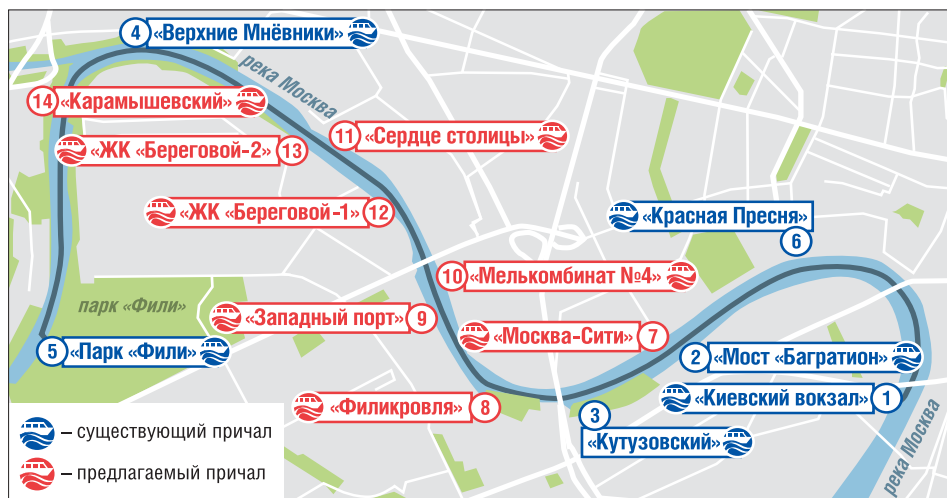 4 «Верхние Мнёвники»
река Москва
14 «Карамышевский»
11 «Сердце столицы»
«ЖК «Береговой-2» 13
«ЖК «Береговой-1» 12
«Красная Пресня»
6
10 «Мелькомбинат №4»
парк «Фили»
«Западный порт» 9
«Москва-Сити» 7
5 «Парк «Фили»
2 «Мост «Багратион»
«Киевский вокзал» 1
«Филикровля» 8
3
«Кутузовский»
река Москва
– существующий причал
– предлагаемый причал